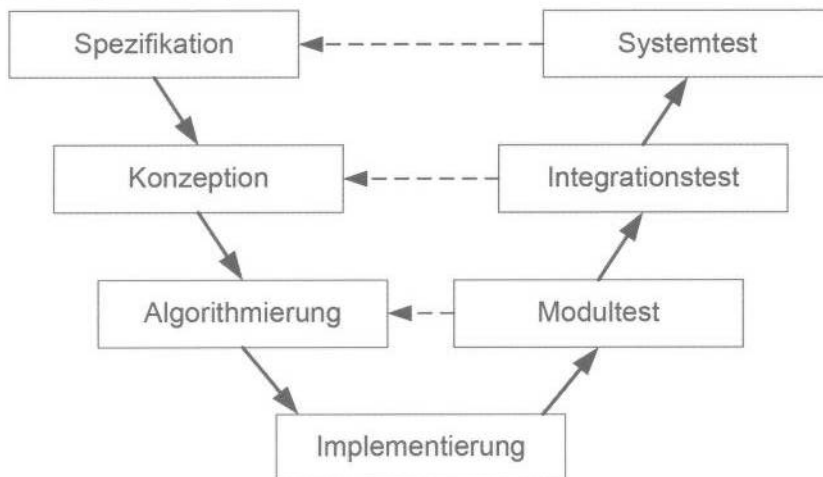 Spezifikation
Systemtest
Konzeption
Integrationstest
Algorithmierung
Modultest
Implementierung